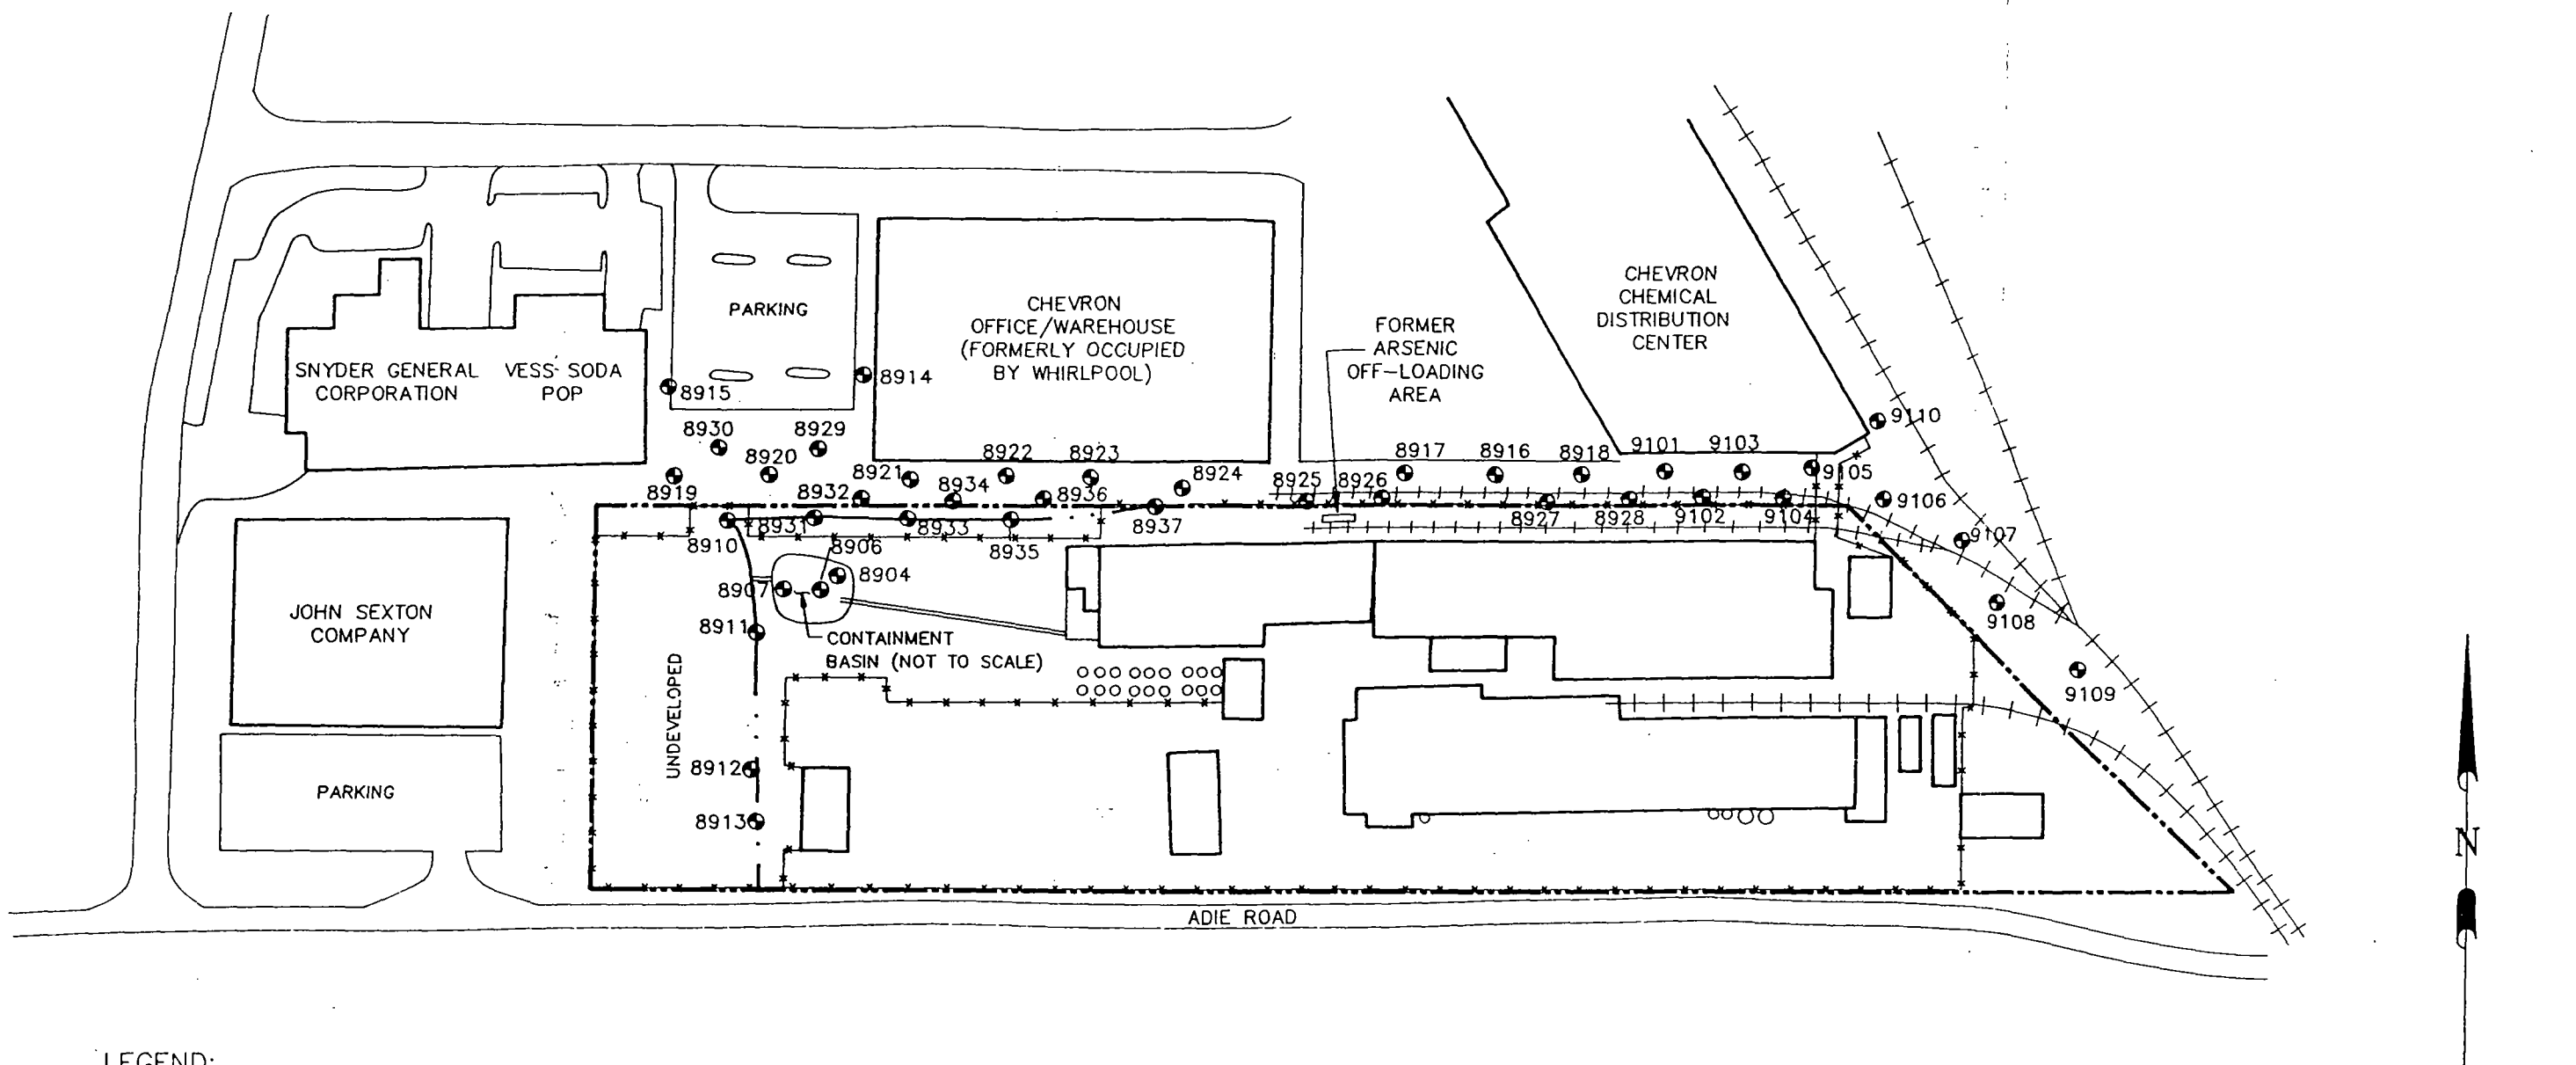 CHEVRON
CHEMICAL
DISTRIBUTION
CENTER
CHEVRON
OFFICE/WAREHOUSE
(FORMERLY OCCUPIED
BY WHIRLPOOL)
PARKING
FORMER
ARSENIC
OFF-LOADING
AREA
SNYDER GENERAL
CORPORATION
VESS SODA
POP
8914
8915
9110
8930
8929
8920
8921
8922
8923
8924
8925
8926
8917
8916
8918
9101
9103
9105
8919
8932
8934
8936
9106
8931
8933
8937
8927
8928
9102
9104
9107
8910
8906
8935
8904
8907
8911
9108
JOHN SEXTON
COMPANY
CONTAINMENT
BASIN (NOT TO SCALE)
UNDEVELOPED
9109
8912
8913
PARKING
N
ADIE ROAD
LEGEND: